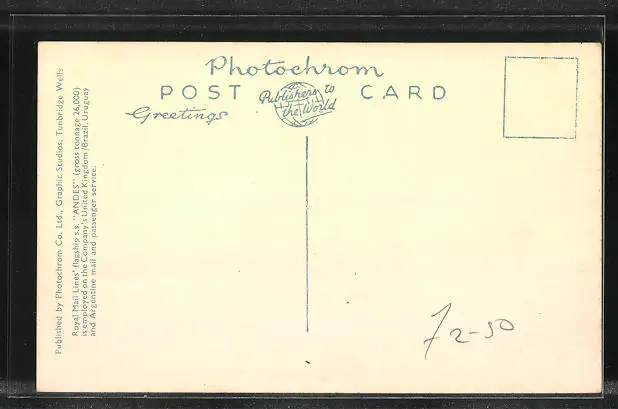 Photochrom
POST CARD
Publishers to
the World
Greetings
Published by Photochrom Co. Ltd., Graphic Studios, Tunbridge Wells
Royal Mail Lines' flagship s.s. "ANDES" (gross tonnage 26,000)
is employed on the Company's United Kingdom/Brazil, Uruguay
and Argentine mail and passenger service.
72-50